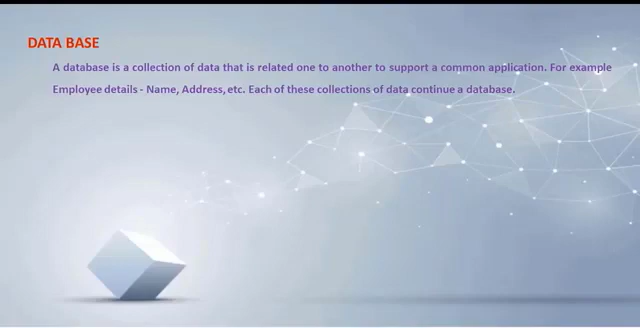 DATA BASE
A database is a collection of data that is related one to another to support a common application. For example
Employee details - Name, Address, etc. Each of these collections of data continue a database.